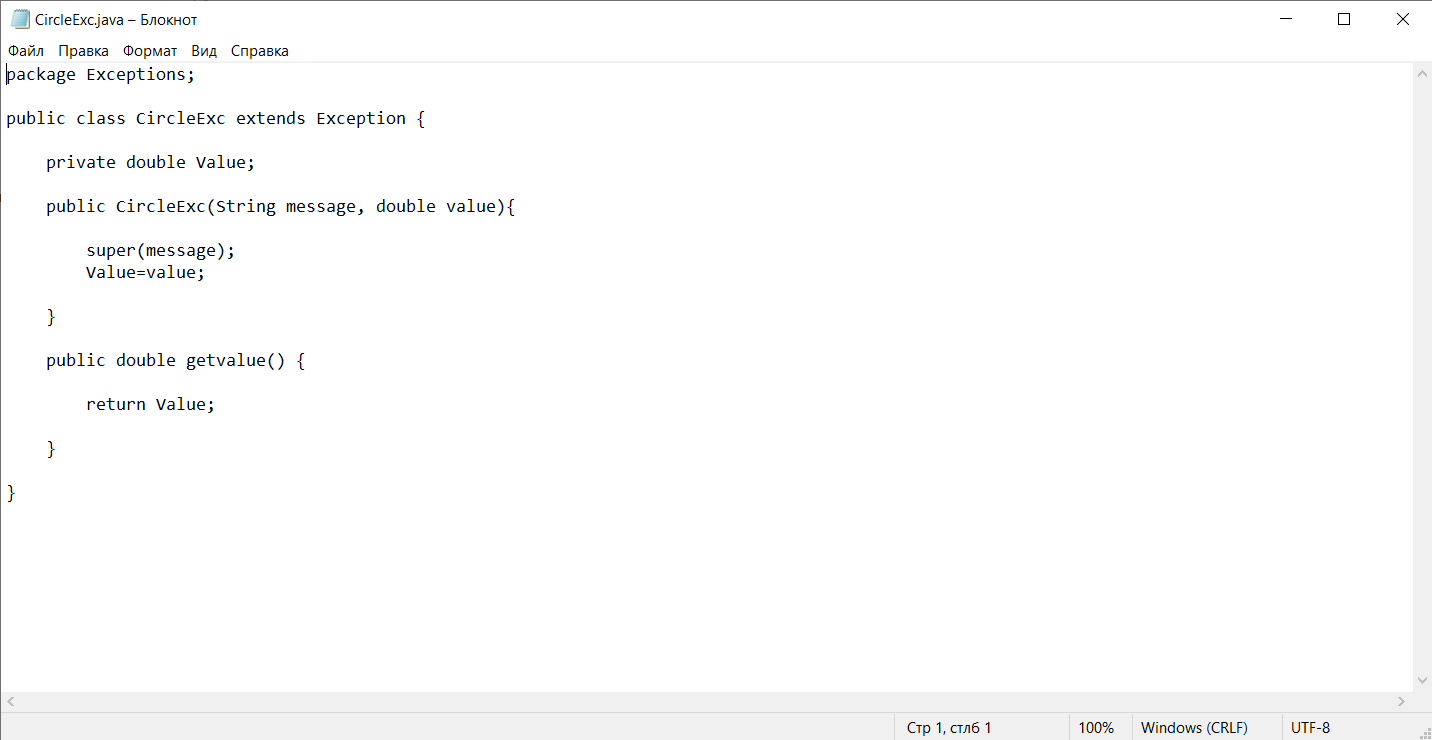 CircleExc.java – Блокнот
Файл Правка Формат Вид Справка
package Exceptions;
public class CircleExc extends Exception {
    private double Value;
    public CircleExc(String message, double value){
        super(message);
        Value=value;
    }
    public double getvalue() {
        return Value;
    }
}
Стр 1, стлб 1 100% Windows (CRLF) UTF-8